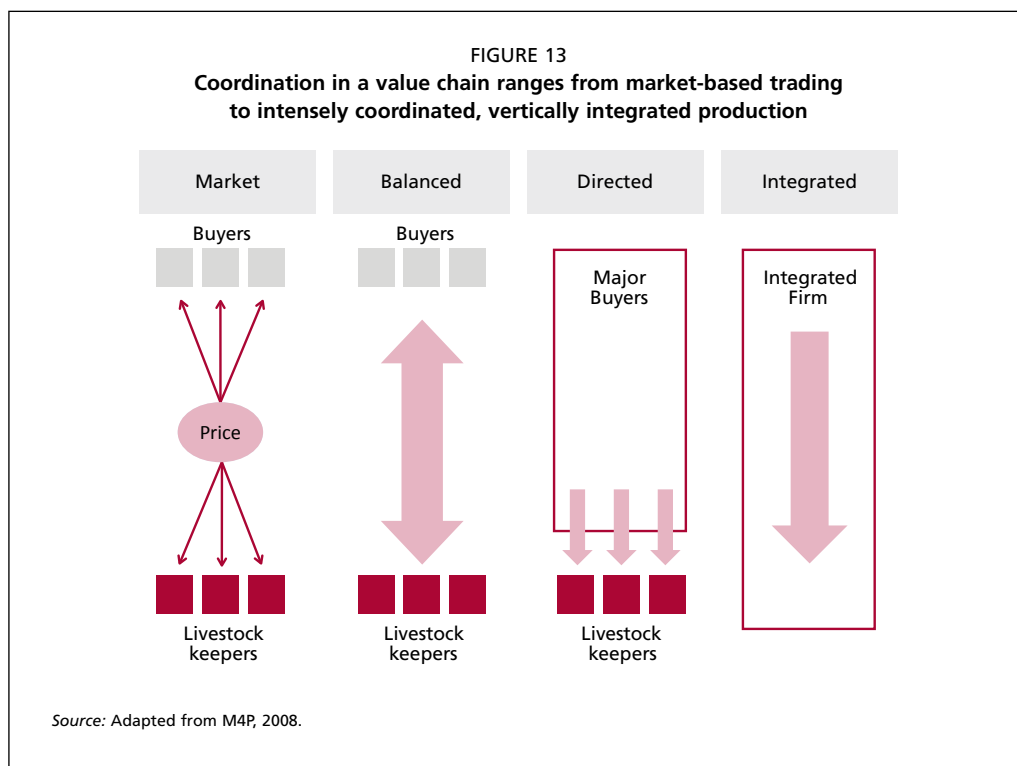 FIGURE 13
Coordination in a value chain ranges from market-based trading
to intensely coordinated, vertically integrated production
Market
Balanced
Directed
Integrated
Buyers
Buyers
Major
Buyers
Integrated
Firm
Price
Livestock
keepers
Livestock
keepers
Livestock
keepers
Source: Adapted from M4P, 2008.